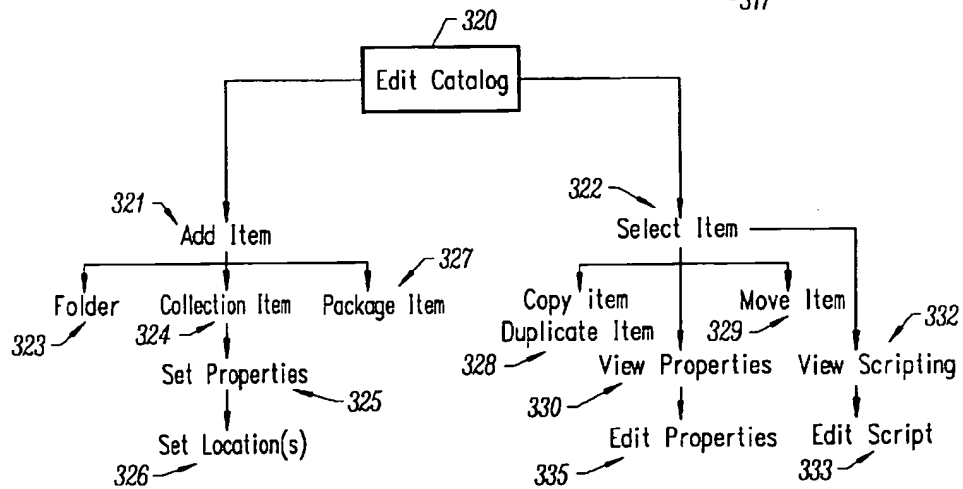 317
320
Edit Catalog
321
322
Add Item
Select Item
327
Folder
Collection Item
Package Item
Copy item
Duplicate Item
Move Item
323
324
328
329
332
Set Properties
View Properties
View Scripting
325
330
Set Location(s)
Edit Properties
Edit Script
326
335
333